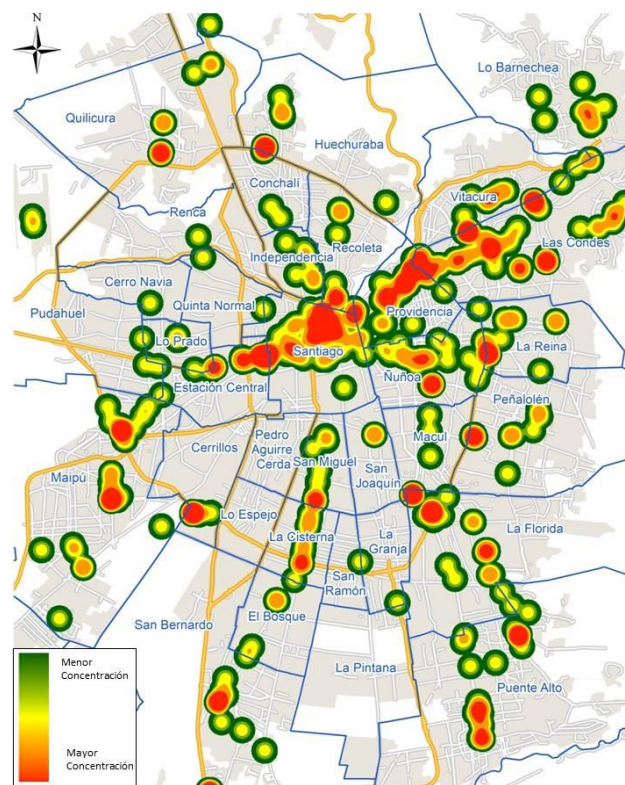 N
Lo Barnechea
Quilicura
Huechuraba
Conchalí
Vitacura
Renca
Recoleta
Las Condes
Independencia
Cerro Navia
Quinta Normal
Pudahuel
Providencia
Lo Prado
Santiago
La Reina
Ñuñoa
Estación Central
Peñalolén
Cerrillos
Pedro
Aguirre
Cerda
Macul
San Miguel
San
Joaquín
Maipú
Lo Espejo
La Florida
La Cisterna
La
Granja
San
Ramón
El Bosque
San Bernardo
La Pintana
Puente Alto
Menor
Concentración
Mayor
Concentración